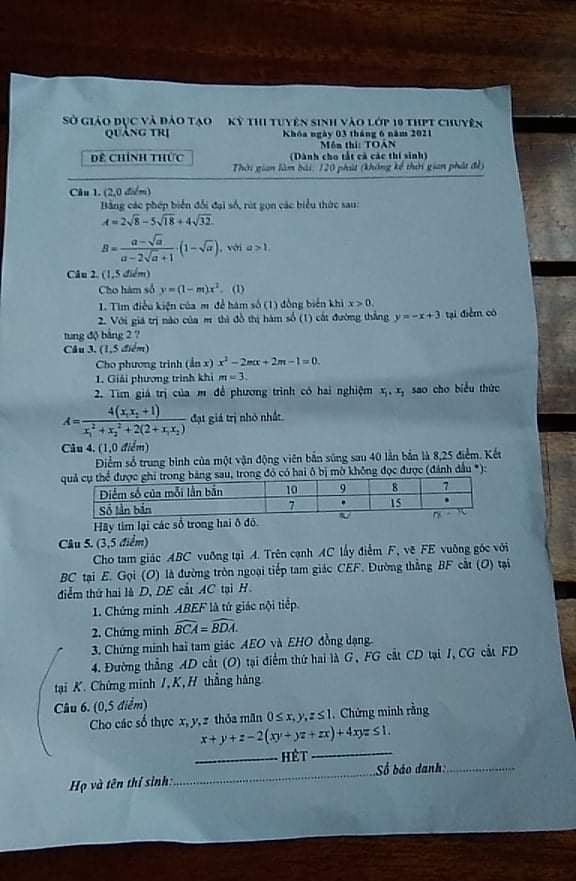 SỞ GIÁO DỤC VÀ ĐÀO TẠO KỲ THI TUYỂN SINH VÀO LỚP 10 THPT CHUYÊN
QUẢNG TRỊ Khóa ngày 03 tháng 6 năm 2021
Môn thi: TOÁN
ĐỀ CHÍNH THỨC (Dành cho tất cả các thí sinh)
Thời gian làm bài: 120 phút (không kể thời gian phát đề)
Câu 1. (2,0 điểm)
Bằng các phép biến đổi đại số, rút gọn các biểu thức sau:
A = 2√8 − 5√18 + 4√32.
B = (a − √a)/(a − 2√a + 1) · (1 − √a), với a > 1.
Câu 2. (1,5 điểm)
Cho hàm số y = (1 − m)x². (1)
1. Tìm điều kiện của m để hàm số (1) đồng biến khi x > 0.
2. Với giá trị nào của m thì đồ thị hàm số (1) cắt đường thẳng y = −x + 3 tại điểm có
tung độ bằng 2 ?
Câu 3. (1,5 điểm)
Cho phương trình (ẩn x) x² − 2mx + 2m − 1 = 0.
1. Giải phương trình khi m = 3.
2. Tìm giá trị của m để phương trình có hai nghiệm x₁, x₂ sao cho biểu thức
A = 4(x₁x₂ + 1)/(x₁² + x₂² + 2(2 + x₁x₂)) đạt giá trị nhỏ nhất.
Câu 4. (1,0 điểm)
Điểm số trung bình của một vận động viên bắn súng sau 40 lần bắn là 8,25 điểm. Kết
quả cụ thể được ghi trong bảng sau, trong đó có hai ô bị mờ không đọc được (đánh dấu *):
Điểm số của mỗi lần bắn 10 9 8 7
Số lần bắn 7 * 15 *
Hãy tìm lại các số trong hai ô đó.
Câu 5. (3,5 điểm)
Cho tam giác ABC vuông tại A. Trên cạnh AC lấy điểm F, vẽ FE vuông góc với
BC tại E. Gọi (O) là đường tròn ngoại tiếp tam giác CEF. Đường thẳng BF cắt (O) tại
điểm thứ hai là D, DE cắt AC tại H.
1. Chứng minh ABEF là tứ giác nội tiếp.
2. Chứng minh BCA = BDA.
3. Chứng minh hai tam giác AEO và EHO đồng dạng.
4. Đường thẳng AD cắt (O) tại điểm thứ hai là G, FG cắt CD tại I, CG cắt FD
tại K. Chứng minh I, K, H thẳng hàng.
Câu 6. (0,5 điểm)
Cho các số thực x, y, z thỏa mãn 0 ≤ x, y, z ≤ 1. Chứng minh rằng
x + y + z − 2(xy + yz + zx) + 4xyz ≤ 1.
HẾT
Họ và tên thí sinh: Số báo danh: